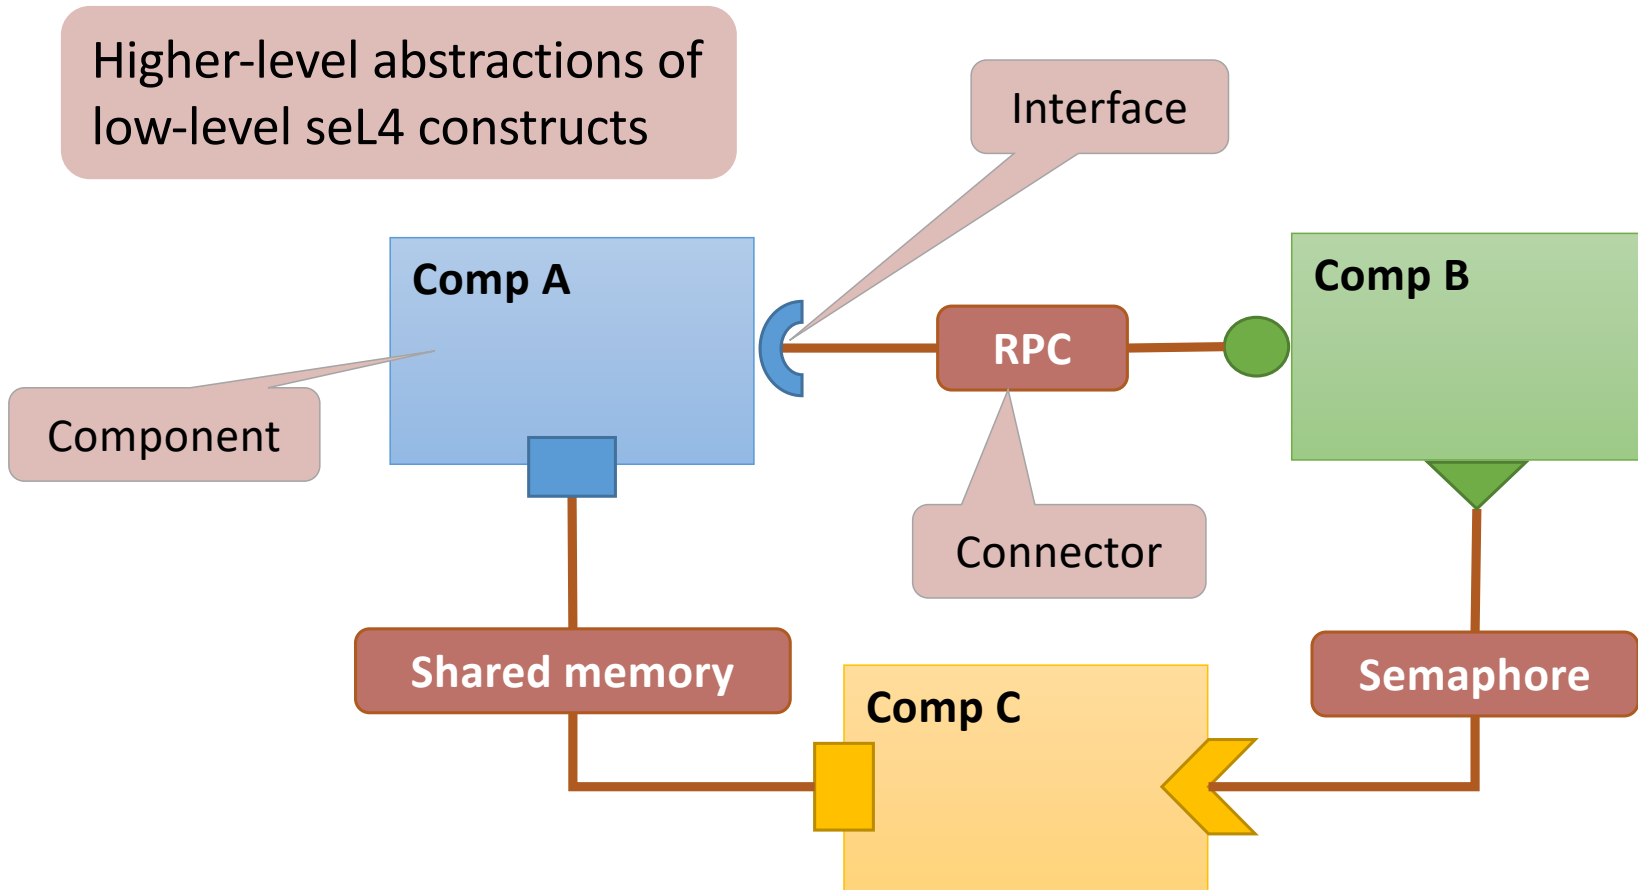 Higher-level abstractions of
low-level seL4 constructs
Interface
Comp A
Comp B
RPC
Component
Connector
Shared memory
Semaphore
Comp C